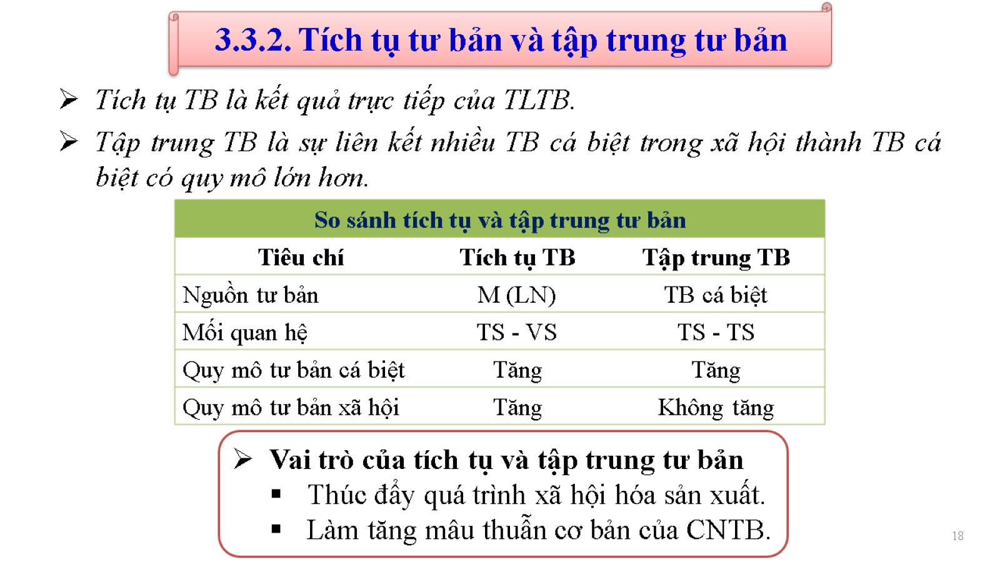 3.3.2. Tích tụ tư bản và tập trung tư bản
➢ Tích tụ TB là kết quả trực tiếp của TLTB.
➢ Tập trung TB là sự liên kết nhiều TB cá biệt trong xã hội thành TB cá
biệt có quy mô lớn hơn.
So sánh tích tụ và tập trung tư bản
Tiêu chí Tích tụ TB Tập trung TB
Nguồn tư bản M (LN) TB cá biệt
Mối quan hệ TS - VS TS - TS
Quy mô tư bản cá biệt Tăng Tăng
Quy mô tư bản xã hội Tăng Không tăng
➢ Vai trò của tích tụ và tập trung tư bản
▪ Thúc đẩy quá trình xã hội hóa sản xuất.
▪ Làm tăng mâu thuẫn cơ bản của CNTB.
18